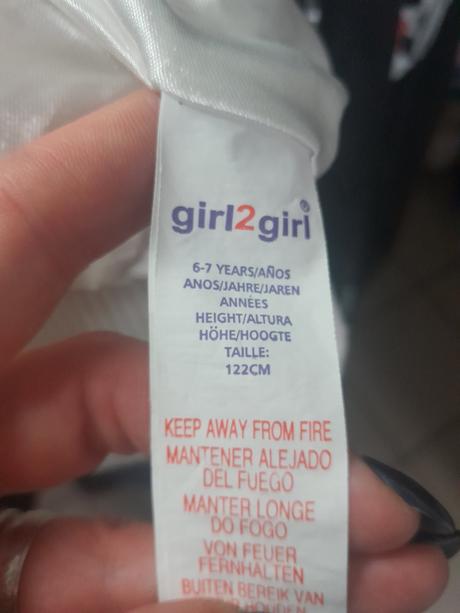 girl2girl®
6-7 YEARS/AÑOS
ANOS/JAHRE/JAREN
ANNÉES
HEIGHT/ALTURA
HÖHE/HOOGTE
TAILLE:
122CM
KEEP AWAY FROM FIRE
MANTENER ALEJADO
DEL FUEGO
MANTER LONGE
DO FOGO
VON FEUER
FERNHALTEN
BUITEN BEREIK VAN
HOUDEN